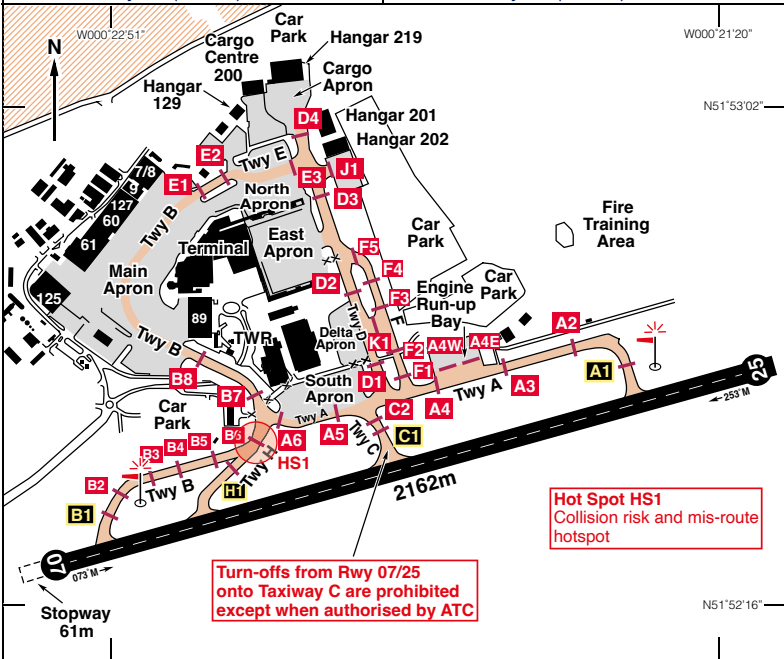 W000°22'51"
W000°21'20"
N
Car
Park
Hangar 219
Cargo
Centre
200
Cargo
Apron
Hangar
129
N51°53'02"
D4
Hangar 201
Hangar 202
E2
Twy E
E1
E3
J1
7/8
9
127
60
61
North
Apron
D3
Twy B
Terminal
East
Apron
Car
Park
Fire
Training
Area
F5
Main
Apron
D2
F4
Engine
Run-up
Bay
Car
Park
125
89
F3
Twy D
F
TWR
Delta
Apron
K1
A4W
A4E
A2
Twy B
F2
B8
D1
F1
A1
25
South
Apron
Twy A
A3
B7
A4
253°M
Car
Park
Twy A
C2
B6
A6
A5
Twy C
C1
B5
B4
B3
HS1
Twy H
B2
Twy B
H1
2162m
B1
Hot Spot HS1
Collision risk and mis-route
hotspot
07
073°M
Turn-offs from Rwy 07/25
onto Taxiway C are prohibited
except when authorised by ATC
Stopway
61m
N51°52'16"